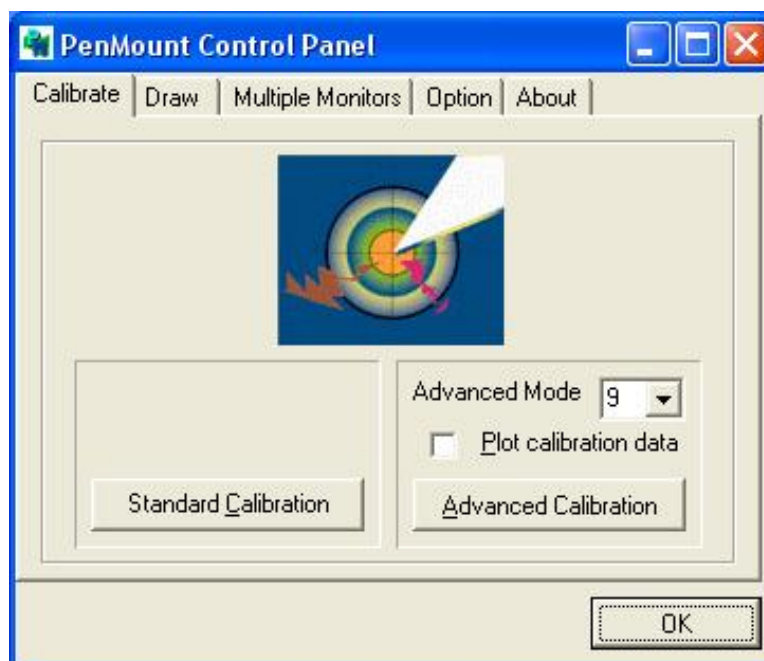 PenMount Control Panel
Calibrate Draw Multiple Monitors Option About
Advanced Mode 9
Plot calibration data
Standard Calibration Advanced Calibration
OK